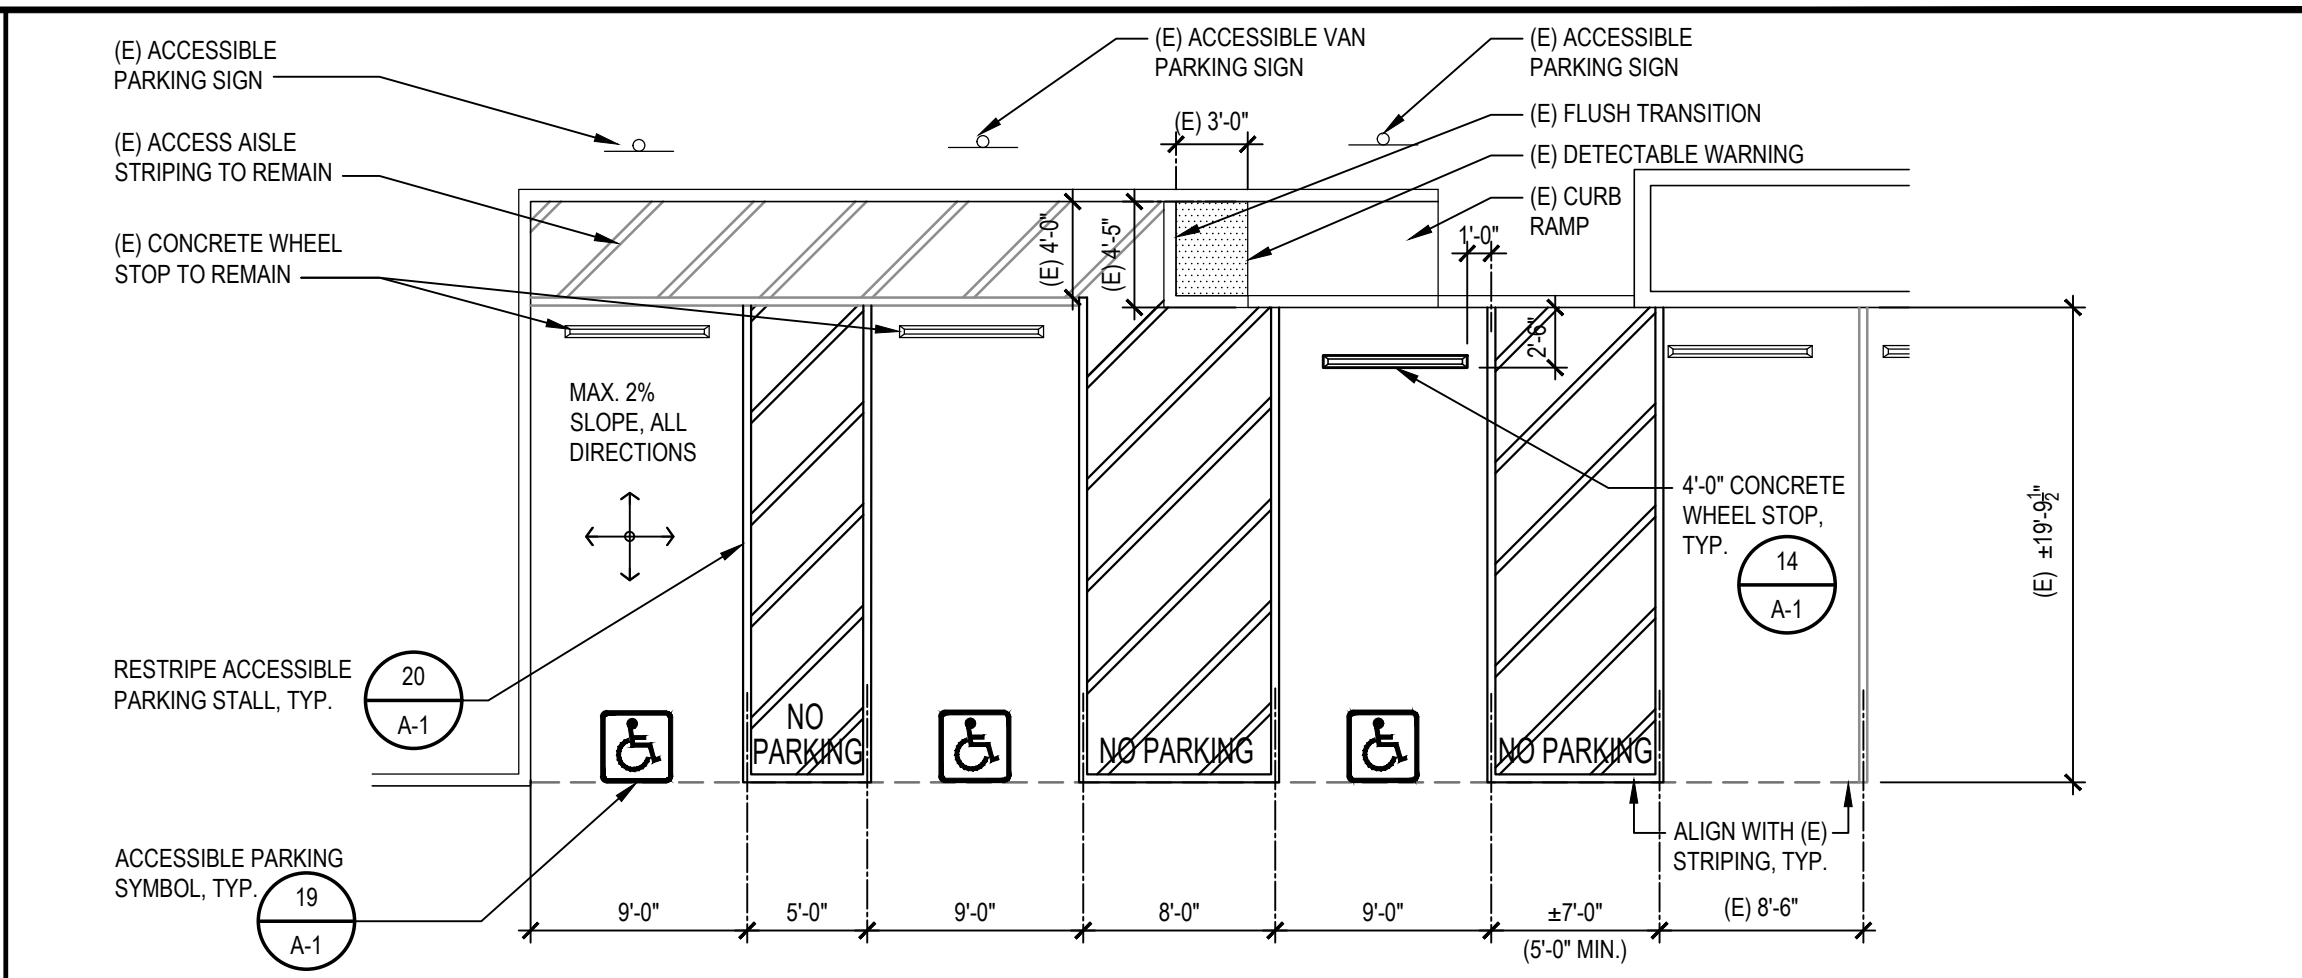 (E) ACCESSIBLE
PARKING SIGN
(E) ACCESSIBLE VAN
PARKING SIGN
(E) ACCESSIBLE
PARKING SIGN
(E) ACCESS AISLE
STRIPING TO REMAIN
(E) CONCRETE WHEEL
STOP TO REMAIN
(E) 3'-0"
(E) FLUSH TRANSITION
(E) DETECTABLE WARNING
(E) CURB
RAMP
(E) 4'-0"
(E) 4'-5"
1'-0"
2'-6"
MAX. 2%
SLOPE, ALL
DIRECTIONS
4'-0" CONCRETE
WHEEL STOP,
TYP.
14
A-1
(E) ±19'-9½"
RESTRIPE ACCESSIBLE
PARKING STALL, TYP.
20
A-1
NO
PARKING
NO PARKING
NO PARKING
ALIGN WITH (E)
STRIPING, TYP.
ACCESSIBLE PARKING
SYMBOL, TYP.
19
A-1
9'-0"
5'-0"
9'-0"
8'-0"
9'-0"
±7'-0"
(5'-0" MIN.)
(E) 8'-6"